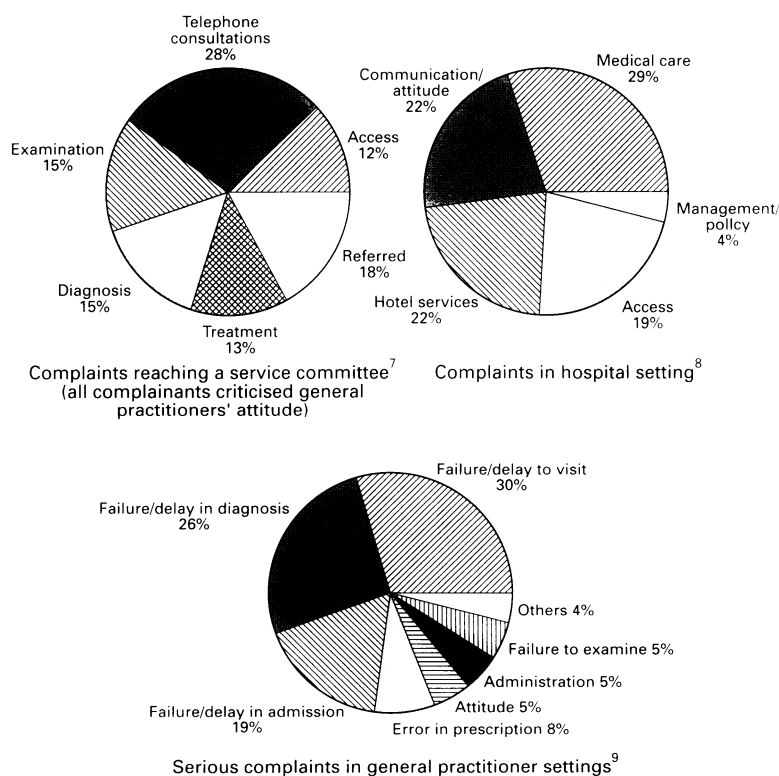 Telephone
consultations
28%
Access
12%
Referred
18%
Treatment
13%
Diagnosis
15%
Examination
15%
Complaints reaching a service committee7
(all complainants criticised general
practitioners' attitude)
Communication/
attitude
22%
Medical care
29%
Management/
pollcy
4%
Access
19%
Hotel services
22%
Complaints in hospital setting8
Failure/delay to visit
30%
Failure/delay in diagnosis
26%
Others 4%
Failure to examine 5%
Administration 5%
Attitude 5%
Error in prescription 8%
Failure/delay in admission
19%
Serious complaints in general practitioner settings9